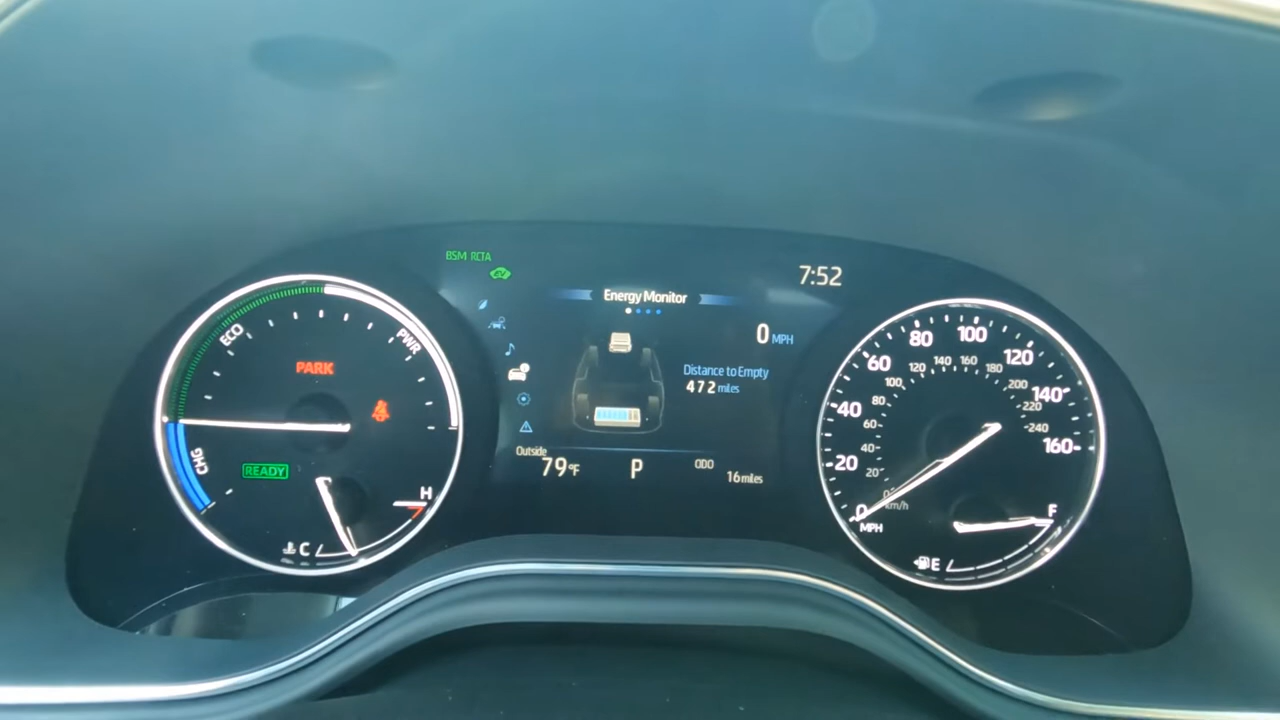 BSM RCTA
EV
7:52
Energy Monitor
0 MPH
Distance to Empty
472 miles
Outside
79°F
P
ODO
16 miles
ECO
PWR
PARK
CHG
READY
H
C
0
20
40
60
80
100
120
140
160
MPH
0
20
40
60
80
100
120
140
160
180
200
220
240
km/h
F
E